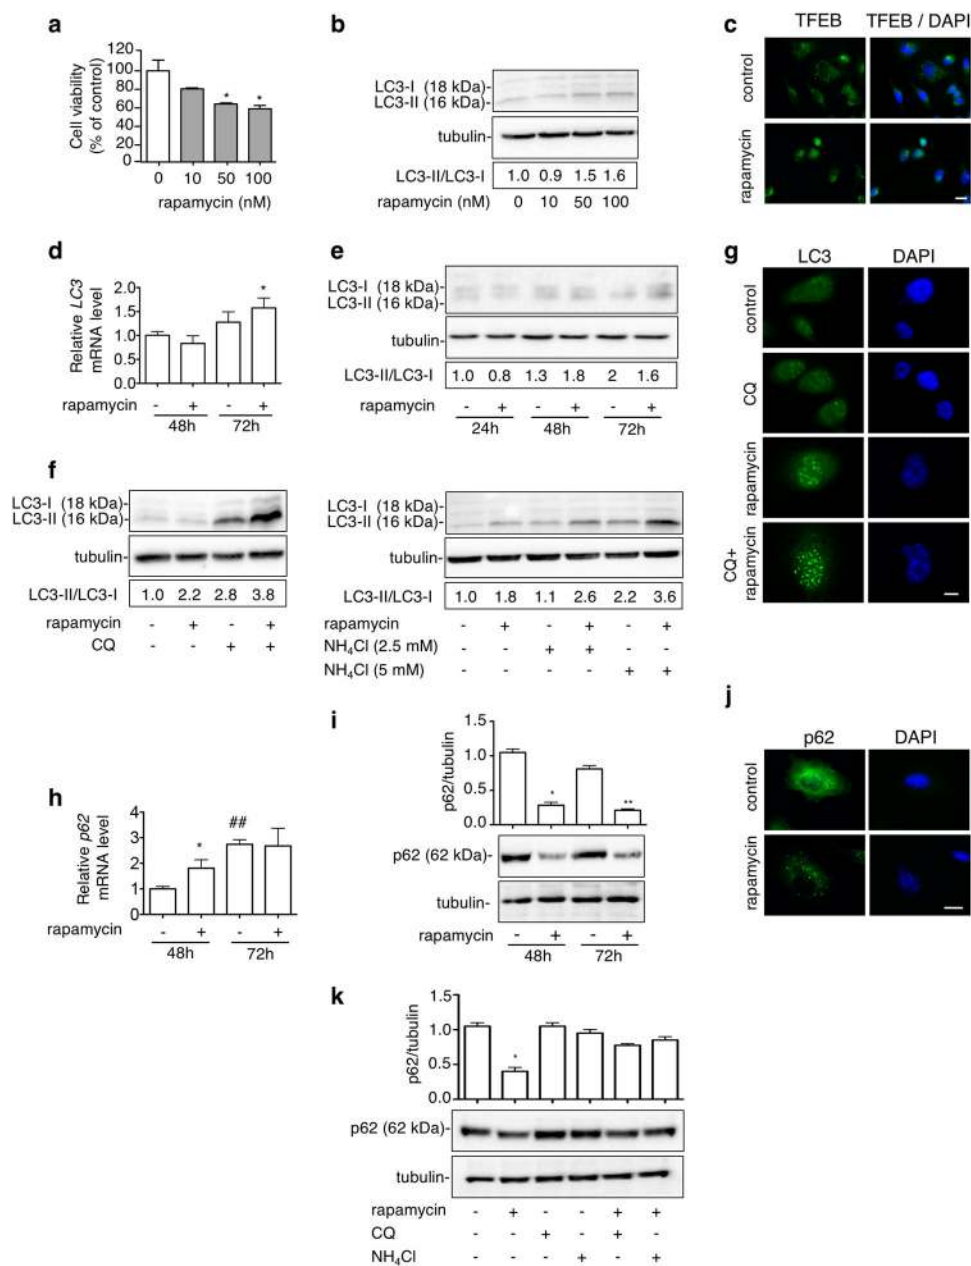 a
Cell viability
(% of control)
120
100
80
60
40
20
0
* *
0 10 50 100
rapamycin (nM)
b
LC3-I (18 kDa)-
LC3-II (16 kDa)-
tubulin-
LC3-II/LC3-I 1.0 0.9 1.5 1.6
rapamycin (nM) 0 10 50 100
c
TFEB TFEB / DAPI
control
rapamycin
d
Relative LC3
mRNA level
2.0
1.5
1.0
0.5
0.0
*
rapamycin - + - +
48h 72h
e
LC3-I (18 kDa)-
LC3-II (16 kDa)-
tubulin-
LC3-II/LC3-I 1.0 0.8 1.3 1.8 2 1.6
rapamycin - + - + - +
24h 48h 72h
g
LC3 DAPI
control
CQ
rapamycin
CQ+
rapamycin
f
LC3-I (18 kDa)-
LC3-II (16 kDa)-
tubulin-
LC3-II/LC3-I 1.0 2.2 2.8 3.8
rapamycin - + - +
CQ - - + +
LC3-I (18 kDa)
LC3-II (16 kDa)-
tubulin-
LC3-II/LC3-I 1.0 1.8 1.1 2.6 2.2 3.6
rapamycin - + - + - +
NH4Cl (2.5 mM) - - + + - -
NH4Cl (5 mM) - - - - + +
h
Relative p62
mRNA level
4
3
2
1
0
* ##
rapamycin - + - +
48h 72h
i
p62/tubulin
1.5
1.0
0.5
0.0
* **
p62 (62 kDa)-
tubulin-
rapamycin - + - +
48h 72h
j
p62 DAPI
control
rapamycin
k
p62/tubulin
1.5
1.0
0.5
0.0
*
p62 (62 kDa)-
tubulin-
rapamycin - + - - + +
CQ - - + - + -
NH4Cl - - - + - +